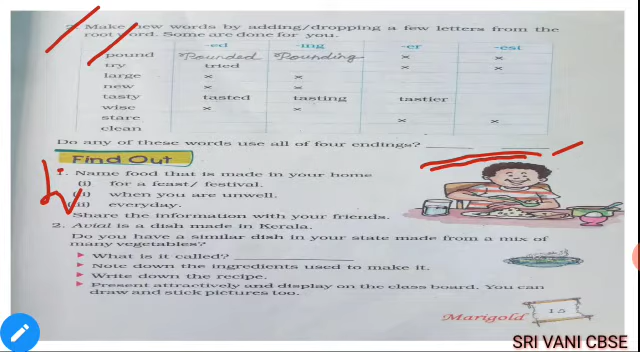 2. Make new words by adding/dropping a few letters from the
root word. Some are done for you.
-ed -ing -er -est
pound Pounded Pounding × ×
try tried × ×
large × ×
new × ×
tasty tasted tasting tastier
wise × ×
stare × ×
clean
Do any of these words use all of four endings?
Find Out
1. Name food that is made in your home
(i) for a feast/ festival.
(ii) when you are unwell.
(iii) everyday.
Share the information with your friends.
2. Avial is a dish made in Kerala.
Do you have a similar dish in your state made from a mix of
many vegetables?
What is it called?
Note down the ingredients used to make it.
Write down the recipe.
Present attractively and display on the class board. You can
draw and stick pictures too.
Marigold 15
SRI VANI CBSE